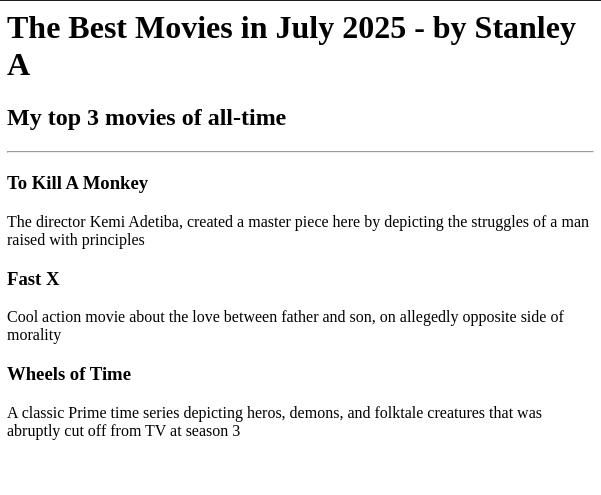 The Best Movies in July 2025 - by Stanley
A
My top 3 movies of all-time
To Kill A Monkey
The director Kemi Adetiba, created a master piece here by depicting the struggles of a man
raised with principles
Fast X
Cool action movie about the love between father and son, on allegedly opposite side of
morality
Wheels of Time
A classic Prime time series depicting heros, demons, and folktale creatures that was
abruptly cut off from TV at season 3